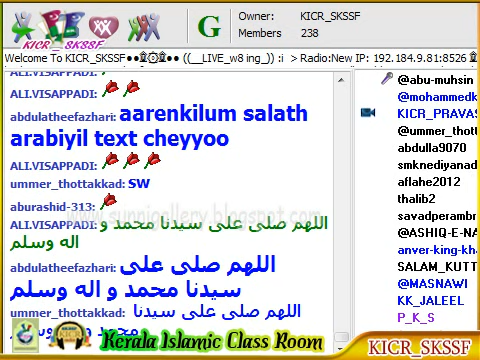 KICR_SKSSF
G
Owner: KICR_SKSSF
Members 238
Welcome To KICR_SKSSF
((__LIVE_w8 ing_)) :i > Radio:New IP: 192.184.9.81:8526
ALI.VISAPPADI:
ALI.VISAPPADI:
abdulatheefazhari: aarenkilum salath
arabiyil text cheyyoo
ALI.VISAPPADI:
ummer_thottakkad: SW
aburashid-313:
www.sunnigallery.blogspot.com
ALI.VISAPPADI: اللهم صلى على سيدنا محمد و
اله وسلم
abdulatheefazhari: اللهم صلى على
سيدنا محمد و اله وسلم
ummer_thottakkad: اللهم صلى على سيدنا
محمد و
@abu-muhsin
@mohammedk
KICR_PRAVAS
@ummer_thott
abdulla9070
smknediyanad
aflahe2012
thalib2
savadperambr
@ASHIQ-E-NA
anver-king-kh
SALAM_KUTT
@MASNAWI
KK_JALEEL
P_K_S
Kerala Islamic Class Room
KICR_SKSSF